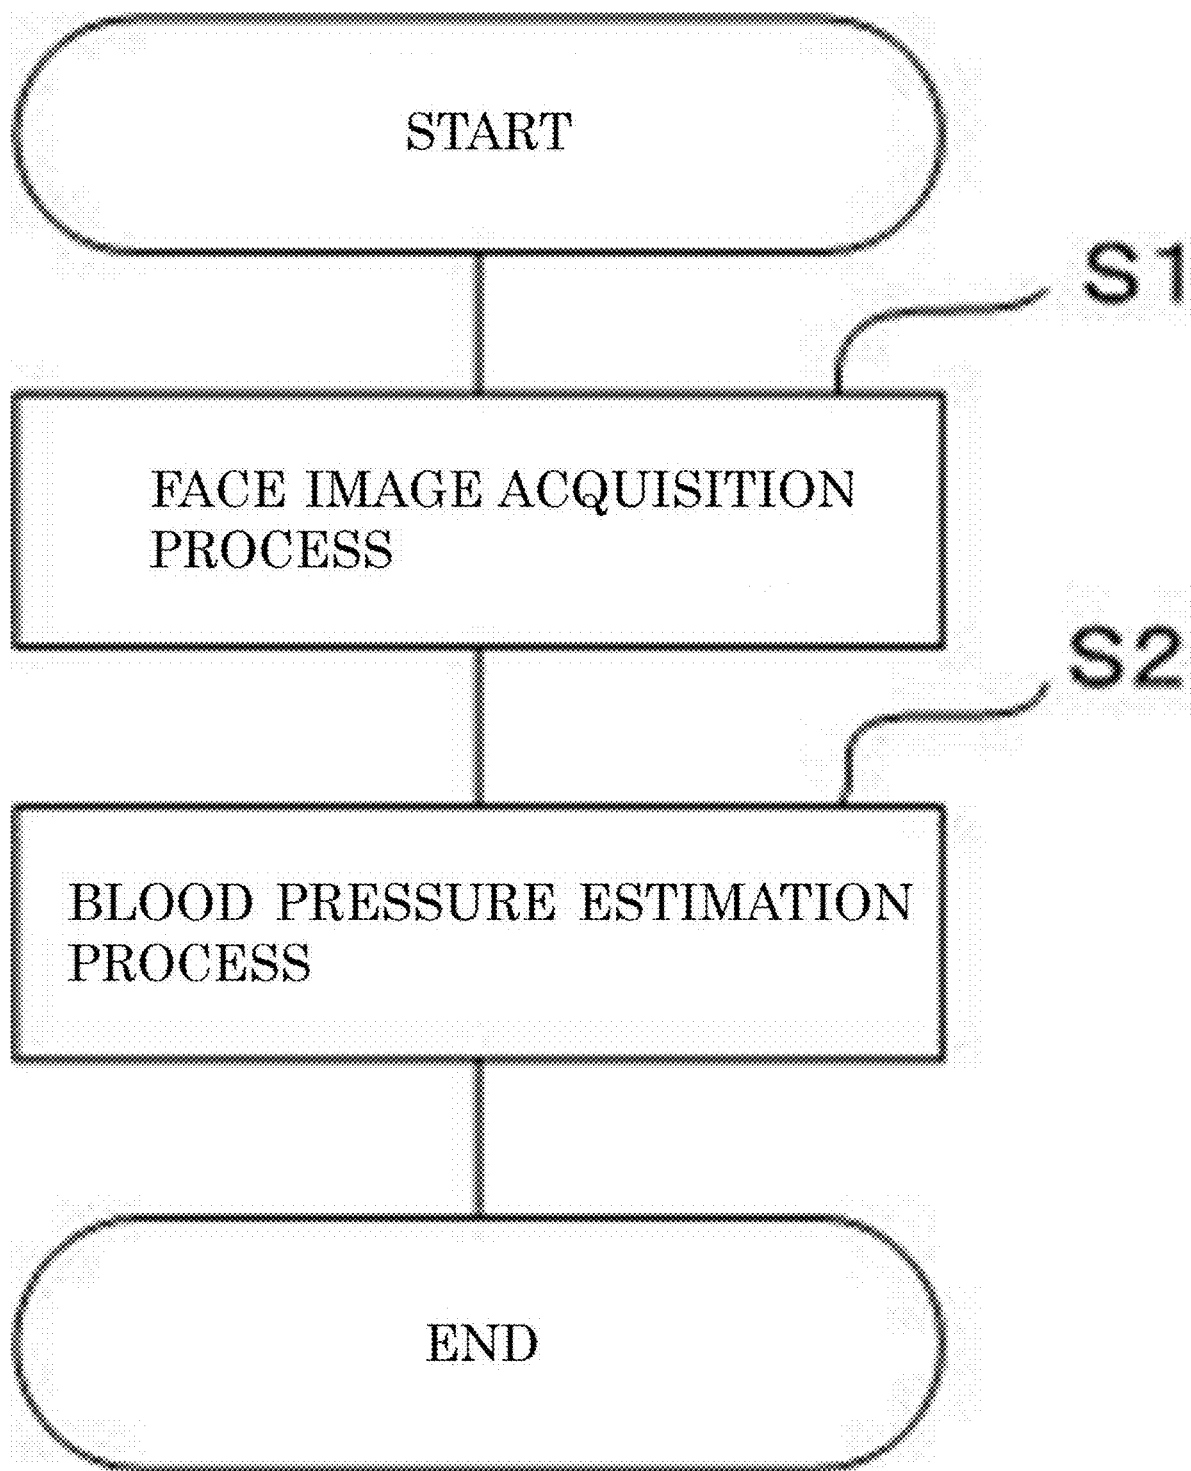 START
S1
FACE IMAGE ACQUISITION
PROCESS
S2
BLOOD PRESSURE ESTIMATION
PROCESS
END